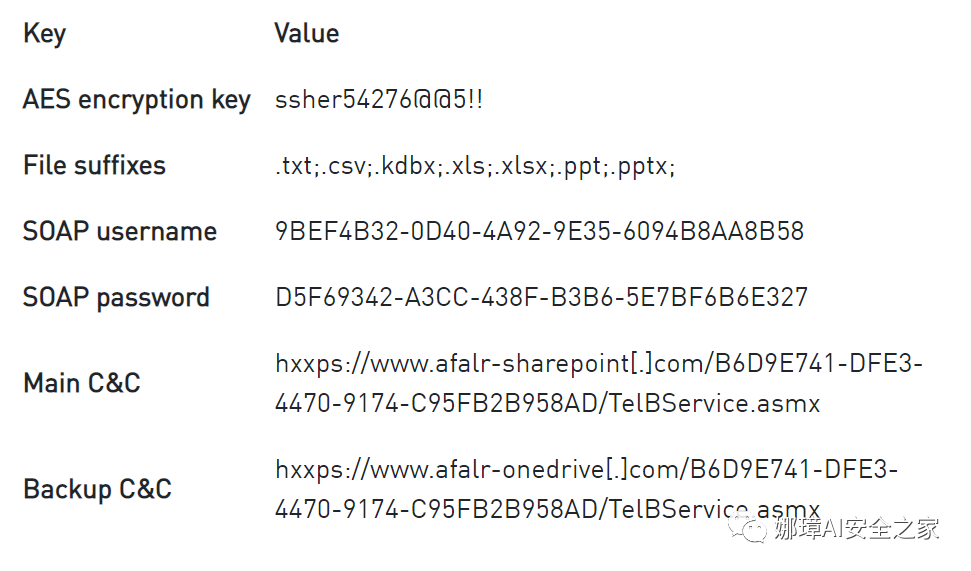 Key Value
AES encryption key ssher54276@@5!!
File suffixes .txt;.csv;.kdbx;.xls;.xlsx;.ppt;.pptx;
SOAP username 9BEF4B32-0D40-4A92-9E35-6094B8AA8B58
SOAP password D5F69342-A3CC-438F-B3B6-5E7BF6B6E327
Main C&C hxxps://www.afalr-sharepoint[.]com/B6D9E741-DFE3-
4470-9174-C95FB2B958AD/TelBService.asmx
Backup C&C hxxps://www.afalr-onedrive[.]com/B6D9E741-DFE3-
4470-9174-C95FB2B958AD/TelBService.asmx
娜璋AI安全之家